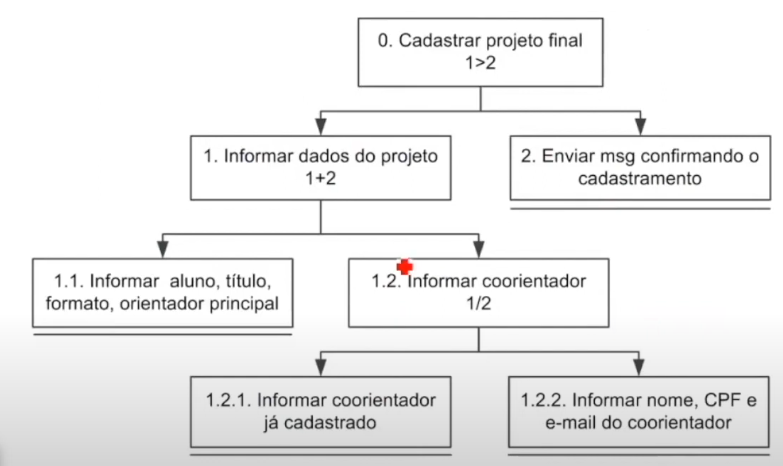 0. Cadastrar projeto final
1>2
1. Informar dados do projeto
1+2
2. Enviar msg confirmando o
cadastramento
1.1. Informar aluno, título,
formato, orientador principal
1.2. Informar coorientador
1/2
1.2.1. Informar coorientador
já cadastrado
1.2.2. Informar nome, CPF e
e-mail do coorientador